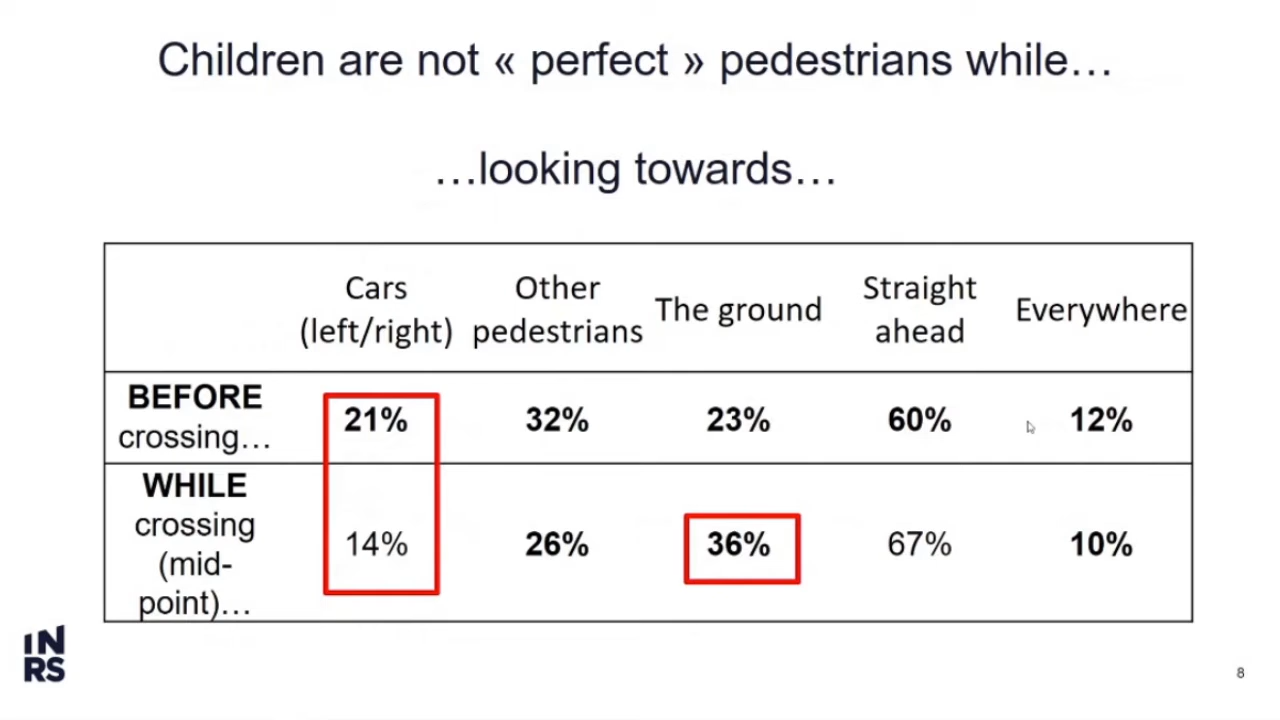 Children are not « perfect » pedestrians while…
…looking towards…
Cars
(left/right)
Other
pedestrians
The ground
Straight
ahead
Everywhere
BEFORE
crossing…
21%
32%
23%
60%
12%
WHILE
crossing
(mid-
point)…
14%
26%
36%
67%
10%
IN
RS
8